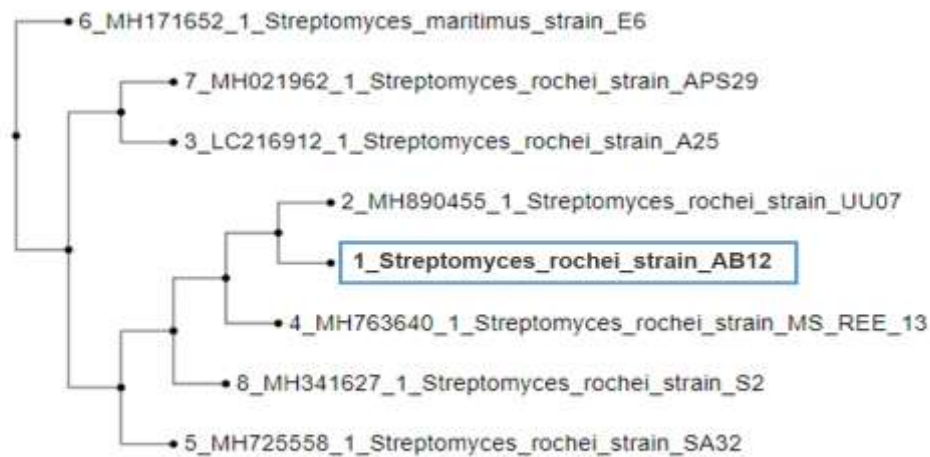 6_MH171652_1_Streptomyces_maritimus_strain_E6
7_MH021962_1_Streptomyces_rochei_strain_APS29
3_LC216912_1_Streptomyces_rochei_strain_A25
2_MH890455_1_Streptomyces_rochei_strain_UU07
1_Streptomyces_rochei_strain_AB12
4_MH763640_1_Streptomyces_rochei_strain_MS_REE_13
8_MH341627_1_Streptomyces_rochei_strain_S2
5_MH725558_1_Streptomyces_rochei_strain_SA32